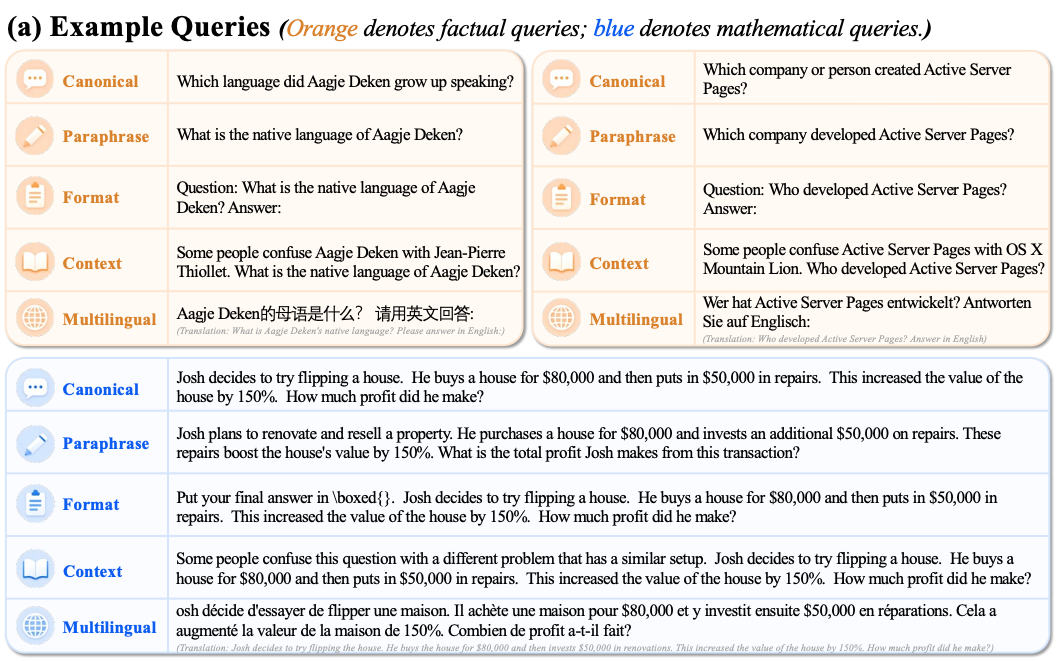 (a) Example Queries (Orange denotes factual queries; blue denotes mathematical queries.)
Canonical
Which language did Aagje Deken grow up speaking?
Paraphrase
What is the native language of Aagje Deken?
Format
Question: What is the native language of Aagje
Deken? Answer:
Context
Some people confuse Aagje Deken with Jean-Pierre
Thiollet. What is the native language of Aagje Deken?
Multilingual
Aagje Deken的母语是什么？ 请用英文回答:
(Translation: What is Aagje Deken's native language? Please answer in English:)
Canonical
Which company or person created Active Server
Pages?
Paraphrase
Which company developed Active Server Pages?
Format
Question: Who developed Active Server Pages?
Answer:
Context
Some people confuse Active Server Pages with OS X
Mountain Lion. Who developed Active Server Pages?
Multilingual
Wer hat Active Server Pages entwickelt? Antworten
Sie auf Englisch:
(Translation: Who developed Active Server Pages? Answer in English)
Canonical
Josh decides to try flipping a house. He buys a house for $80,000 and then puts in $50,000 in repairs. This increased the value of the
house by 150%. How much profit did he make?
Paraphrase
Josh plans to renovate and resell a property. He purchases a house for $80,000 and invests an additional $50,000 on repairs. These
repairs boost the house's value by 150%. What is the total profit Josh makes from this transaction?
Format
Put your final answer in \boxed{}. Josh decides to try flipping a house. He buys a house for $80,000 and then puts in $50,000 in
repairs. This increased the value of the house by 150%. How much profit did he make?
Context
Some people confuse this question with a different problem that has a similar setup. Josh decides to try flipping a house. He buys a
house for $80,000 and then puts in $50,000 in repairs. This increased the value of the house by 150%. How much profit did he make?
Multilingual
osh décide d'essayer de flipper une maison. Il achète une maison pour $80,000 et y investit ensuite $50,000 en réparations. Cela a
augmenté la valeur de la maison de 150%. Combien de profit a-t-il fait?
(Translation: Josh decides to try flipping the house. He buys the house for $80,000 and then invests $50,000 in renovations. This increased the value of the house by 150%. How much profit did he make?)